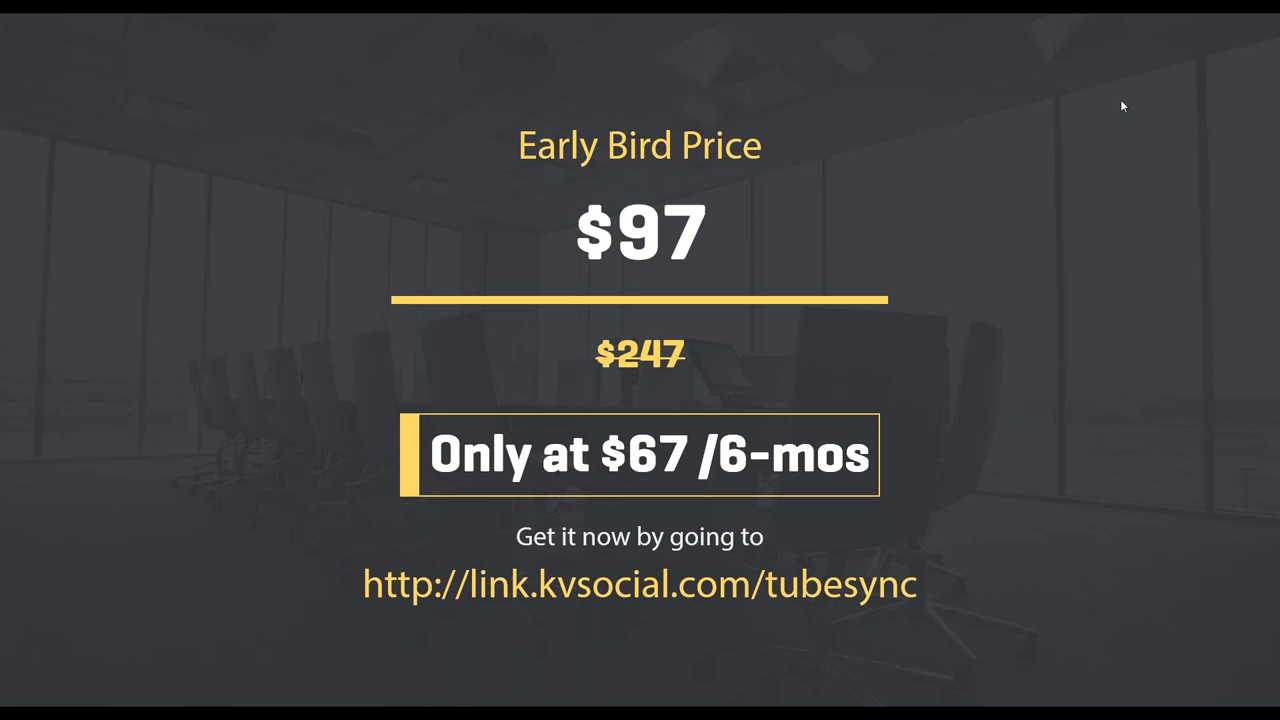 Early Bird Price
$97
$247
Only at $67 /6-mos
Get it now by going to
http://link.kvsocial.com/tubesync